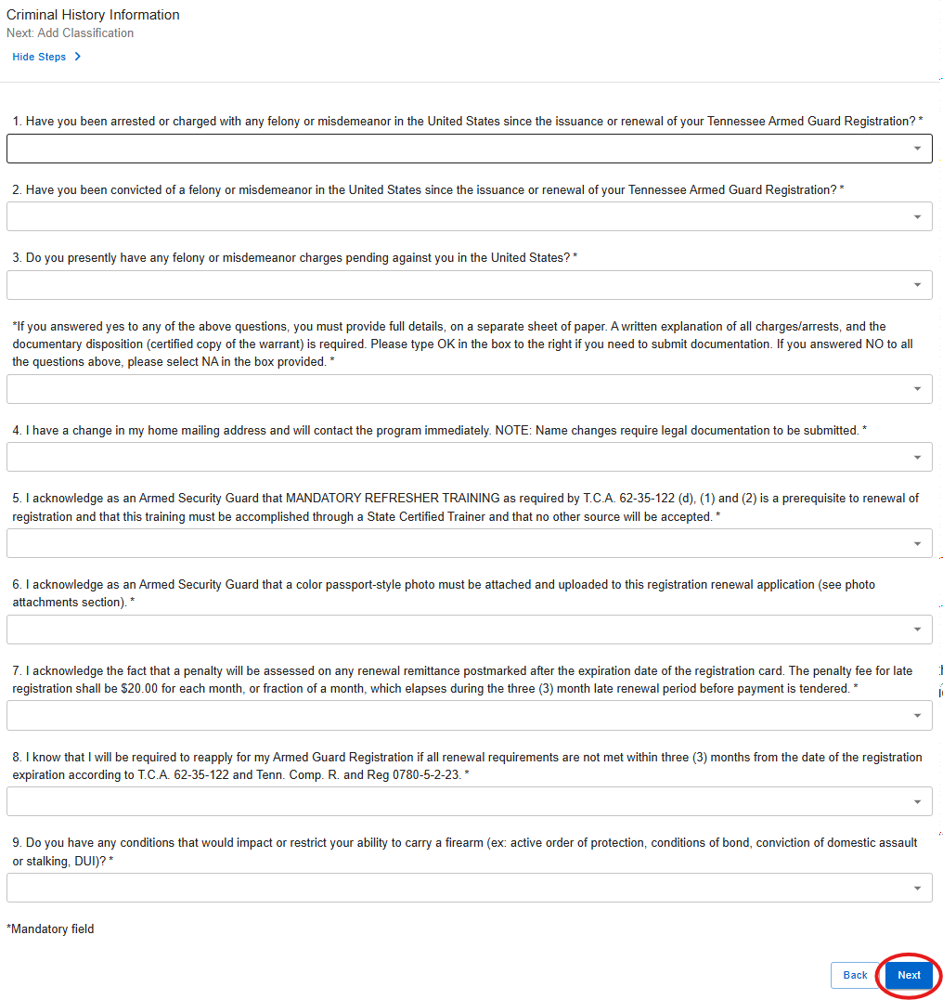 Criminal History Information
Next: Add Classification
Hide Steps
1. Have you been arrested or charged with any felony or misdemeanor in the United States since the issuance or renewal of your Tennessee Armed Guard Registration? *
2. Have you been convicted of a felony or misdemeanor in the United States since the issuance or renewal of your Tennessee Armed Guard Registration? *
3. Do you presently have any felony or misdemeanor charges pending against you in the United States? *
*If you answered yes to any of the above questions, you must provide full details, on a separate sheet of paper. A written explanation of all charges/arrests, and the
documentary disposition (certified copy of the warrant) is required. Please type OK in the box to the right if you need to submit documentation. If you answered NO to all
the questions above, please select NA in the box provided. *
4. I have a change in my home mailing address and will contact the program immediately. NOTE: Name changes require legal documentation to be submitted. *
5. I acknowledge as an Armed Security Guard that MANDATORY REFRESHER TRAINING as required by T.C.A. 62-35-122 (d), (1) and (2) is a prerequisite to renewal of
registration and that this training must be accomplished through a State Certified Trainer and that no other source will be accepted. *
6. I acknowledge as an Armed Security Guard that a color passport-style photo must be attached and uploaded to this registration renewal application (see photo
attachments section). *
7. I acknowledge the fact that a penalty will be assessed on any renewal remittance postmarked after the expiration date of the registration card. The penalty fee for late
registration shall be $20.00 for each month, or fraction of a month, which elapses during the three (3) month late renewal period before payment is tendered. *
8. I know that I will be required to reapply for my Armed Guard Registration if all renewal requirements are not met within three (3) months from the date of the registration
expiration according to T.C.A. 62-35-122 and Tenn. Comp. R. and Reg 0780-5-2-23. *
9. Do you have any conditions that would impact or restrict your ability to carry a firearm (ex: active order of protection, conditions of bond, conviction of domestic assault
or stalking, DUI)? *
*Mandatory field
Back Next